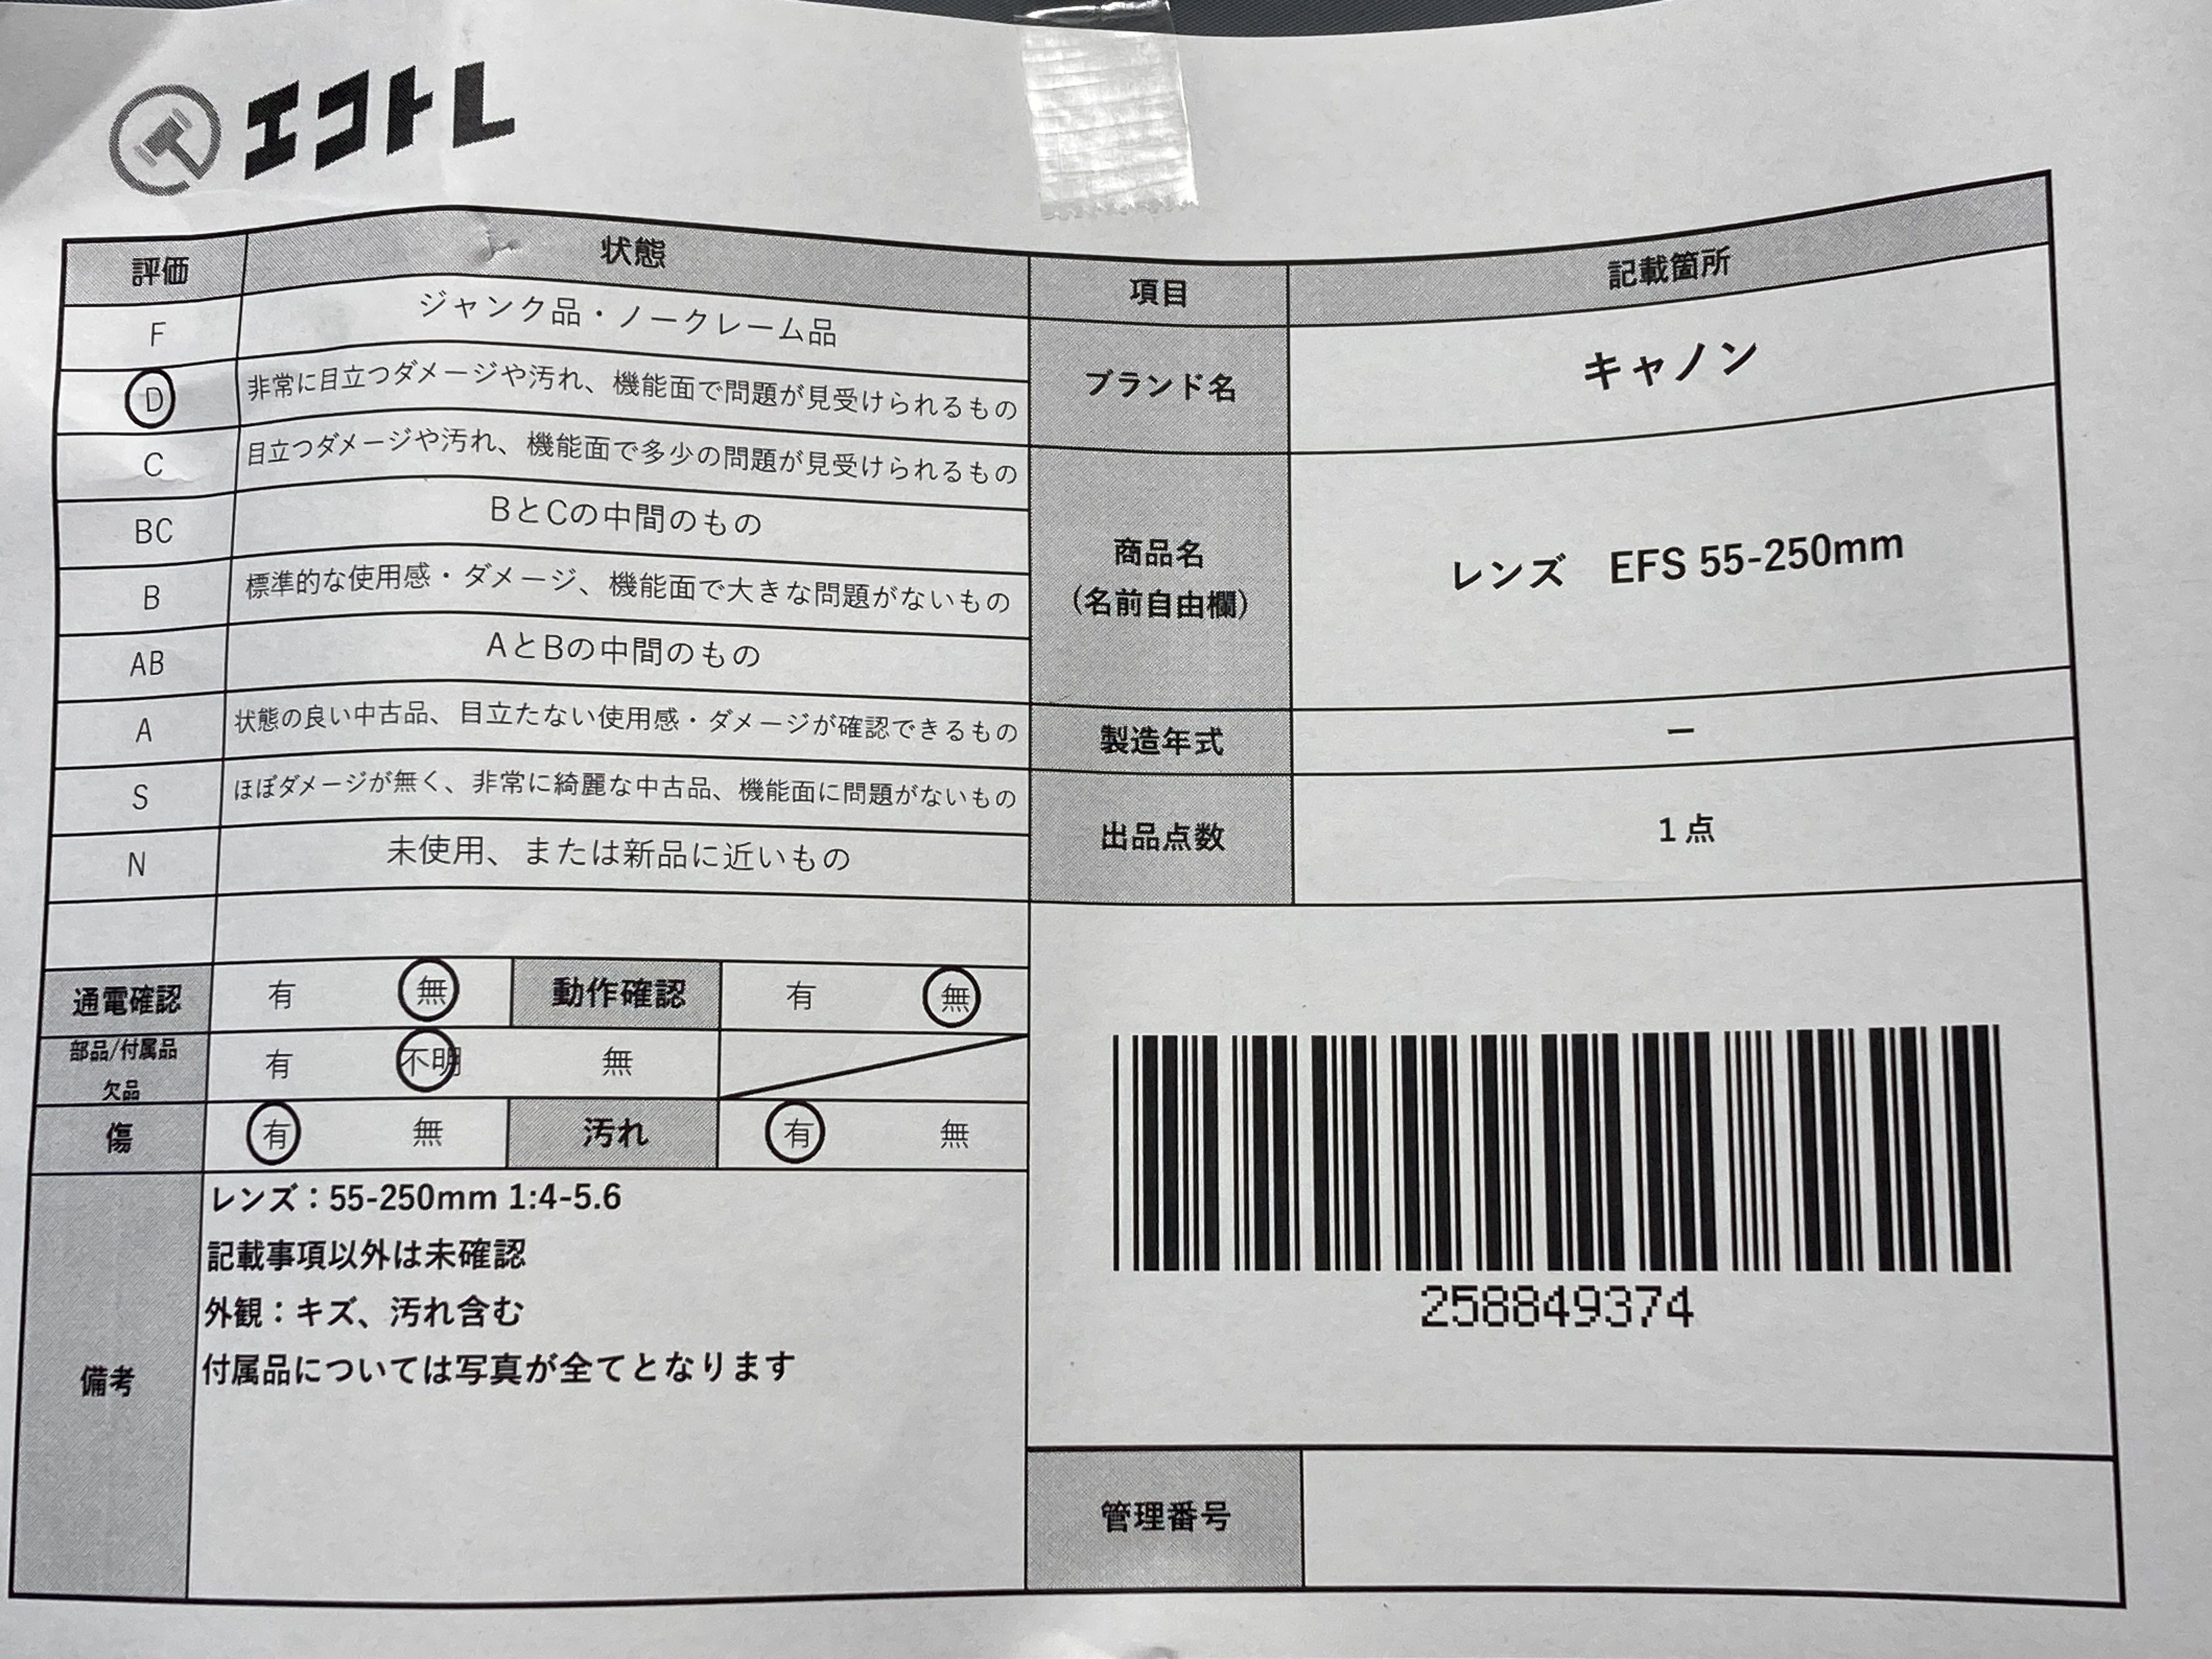 エコトレ
評価 状態
F ジャンク品・ノークレーム品
D 非常に目立つダメージや汚れ、機能面で問題が見受けられるもの
C 目立つダメージや汚れ、機能面で多少の問題が見受けられるもの
BC BとCの中間のもの
B 標準的な使用感・ダメージ、機能面で大きな問題がないもの
AB AとBの中間のもの
A 状態の良い中古品、目立たない使用感・ダメージが確認できるもの
S ほぼダメージが無く、非常に綺麗な中古品、機能面に問題がないもの
N 未使用、または新品に近いもの
通電確認 有 無 動作確認 有 無
部品/付属品
欠品 有 不明 無
傷 有 無 汚れ 有 無
備考
レンズ：55-250mm 1:4-5.6
記載事項以外は未確認
外観：キズ、汚れ含む
付属品については写真が全てとなります
項目 記載箇所
ブランド名 キャノン
商品名
(名前自由欄)
レンズ　EFS 55-250mm
製造年式 ー
出品点数 1点
258849374
管理番号